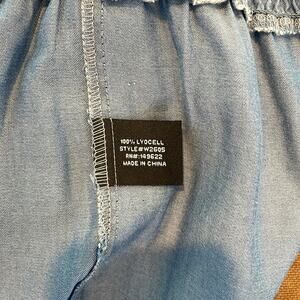 100% LYOCELL
STYLE#W2605
RN#:149622
MADE IN CHINA